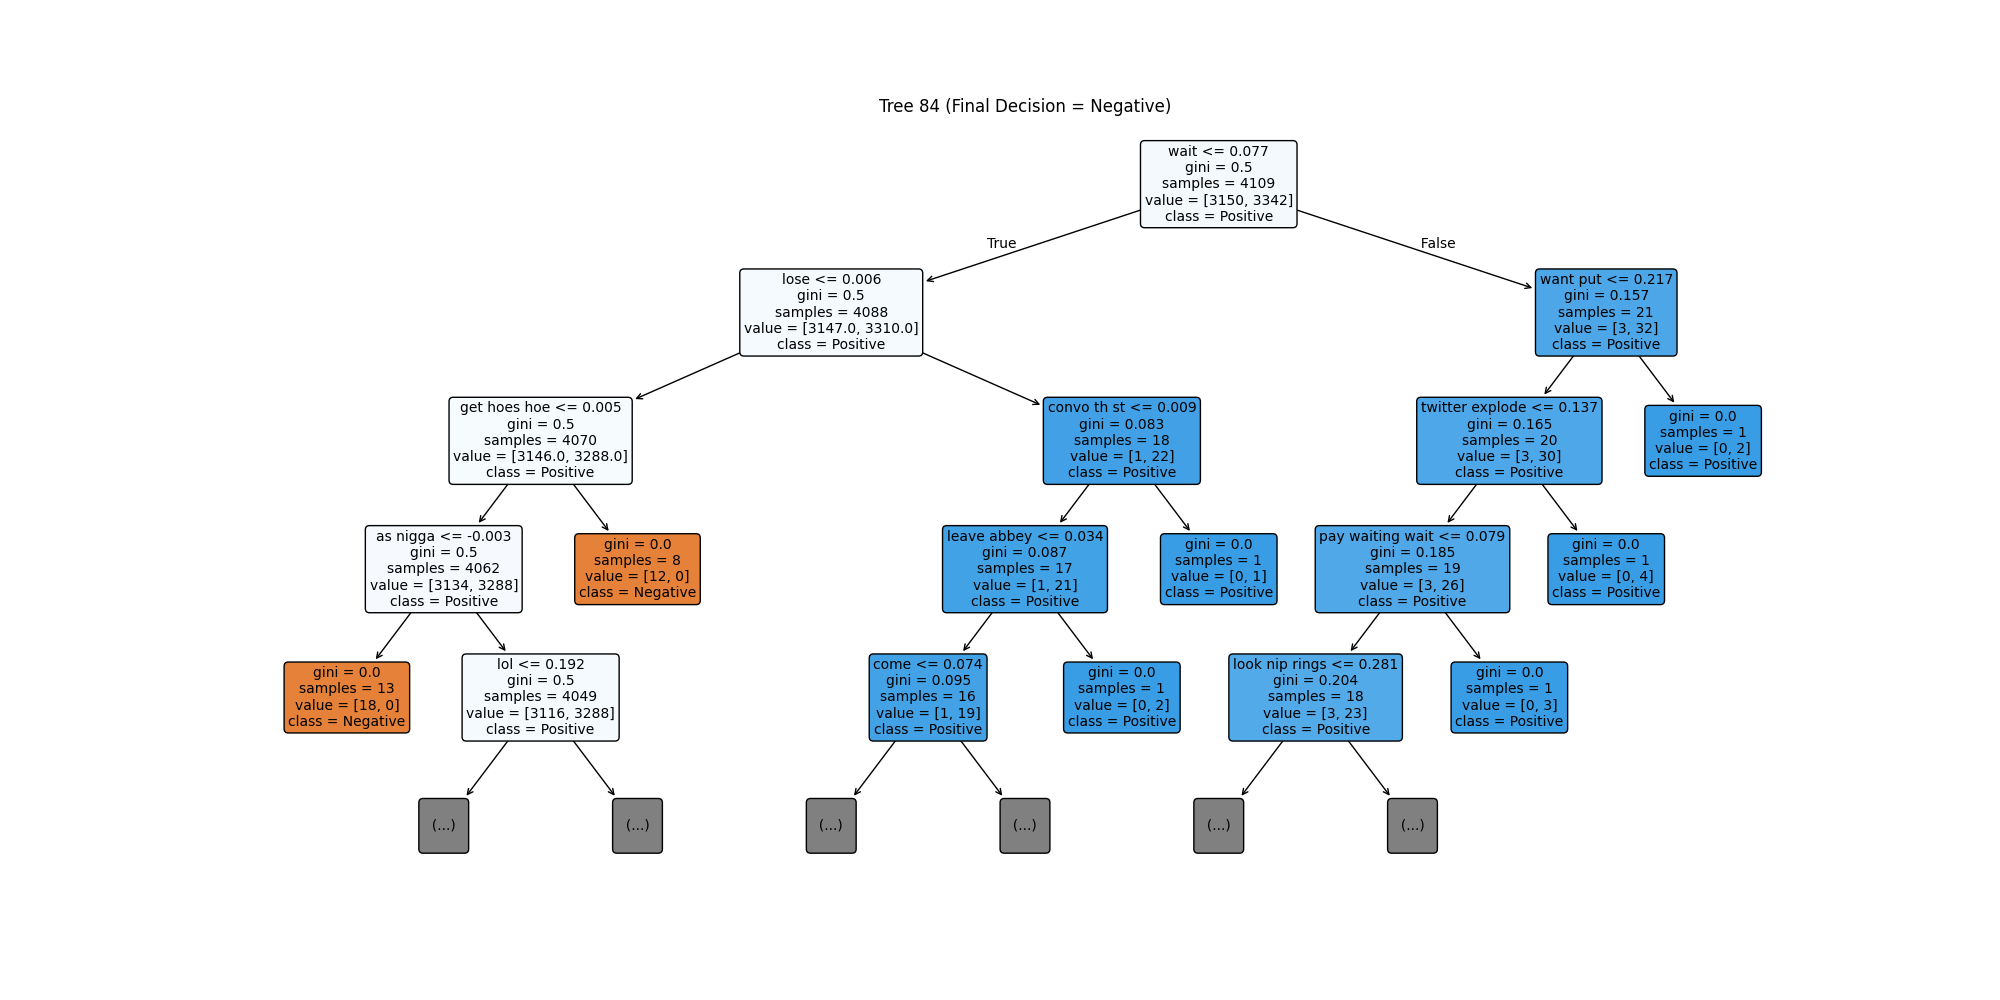 Tree 84 (Final Decision = Negative)
wait <= 0.077
gini = 0.5
samples = 4109
value = [3150, 3342]
class = Positive
True
False
lose <= 0.006
gini = 0.5
samples = 4088
value = [3147.0, 3310.0]
class = Positive
want put <= 0.217
gini = 0.157
samples = 21
value = [3, 32]
class = Positive
get hoes hoe <= 0.005
gini = 0.5
samples = 4070
value = [3146.0, 3288.0]
class = Positive
convo th st <= 0.009
gini = 0.083
samples = 18
value = [1, 22]
class = Positive
twitter explode <= 0.137
gini = 0.165
samples = 20
value = [3, 30]
class = Positive
gini = 0.0
samples = 1
value = [0, 2]
class = Positive
as nigga <= -0.003
gini = 0.5
samples = 4062
value = [3134, 3288]
class = Positive
gini = 0.0
samples = 8
value = [12, 0]
class = Negative
leave abbey <= 0.034
gini = 0.087
samples = 17
value = [1, 21]
class = Positive
gini = 0.0
samples = 1
value = [0, 1]
class = Positive
pay waiting wait <= 0.079
gini = 0.185
samples = 19
value = [3, 26]
class = Positive
gini = 0.0
samples = 1
value = [0, 4]
class = Positive
gini = 0.0
samples = 13
value = [18, 0]
class = Negative
lol <= 0.192
gini = 0.5
samples = 4049
value = [3116, 3288]
class = Positive
come <= 0.074
gini = 0.095
samples = 16
value = [1, 19]
class = Positive
gini = 0.0
samples = 1
value = [0, 2]
class = Positive
look nip rings <= 0.281
gini = 0.204
samples = 18
value = [3, 23]
class = Positive
gini = 0.0
samples = 1
value = [0, 3]
class = Positive
(...)
(...)
(...)
(...)
(...)
(...)